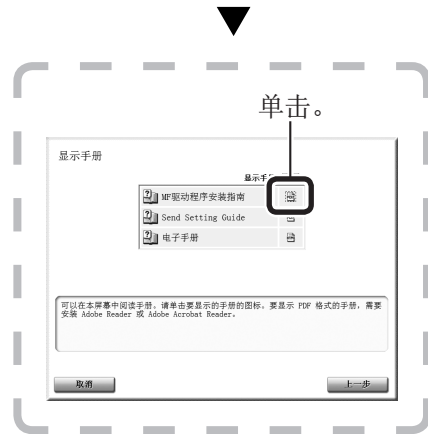 单击。
显示手册
显示手
MF驱动程序安装指南
Send Setting Guide
电子手册
可以在本屏幕中阅读手册。请单击要显示的手册的图标。要显示 PDF 格式的手册，需要
安装 Adobe Reader 或 Adobe Acrobat Reader。
取消
上一步